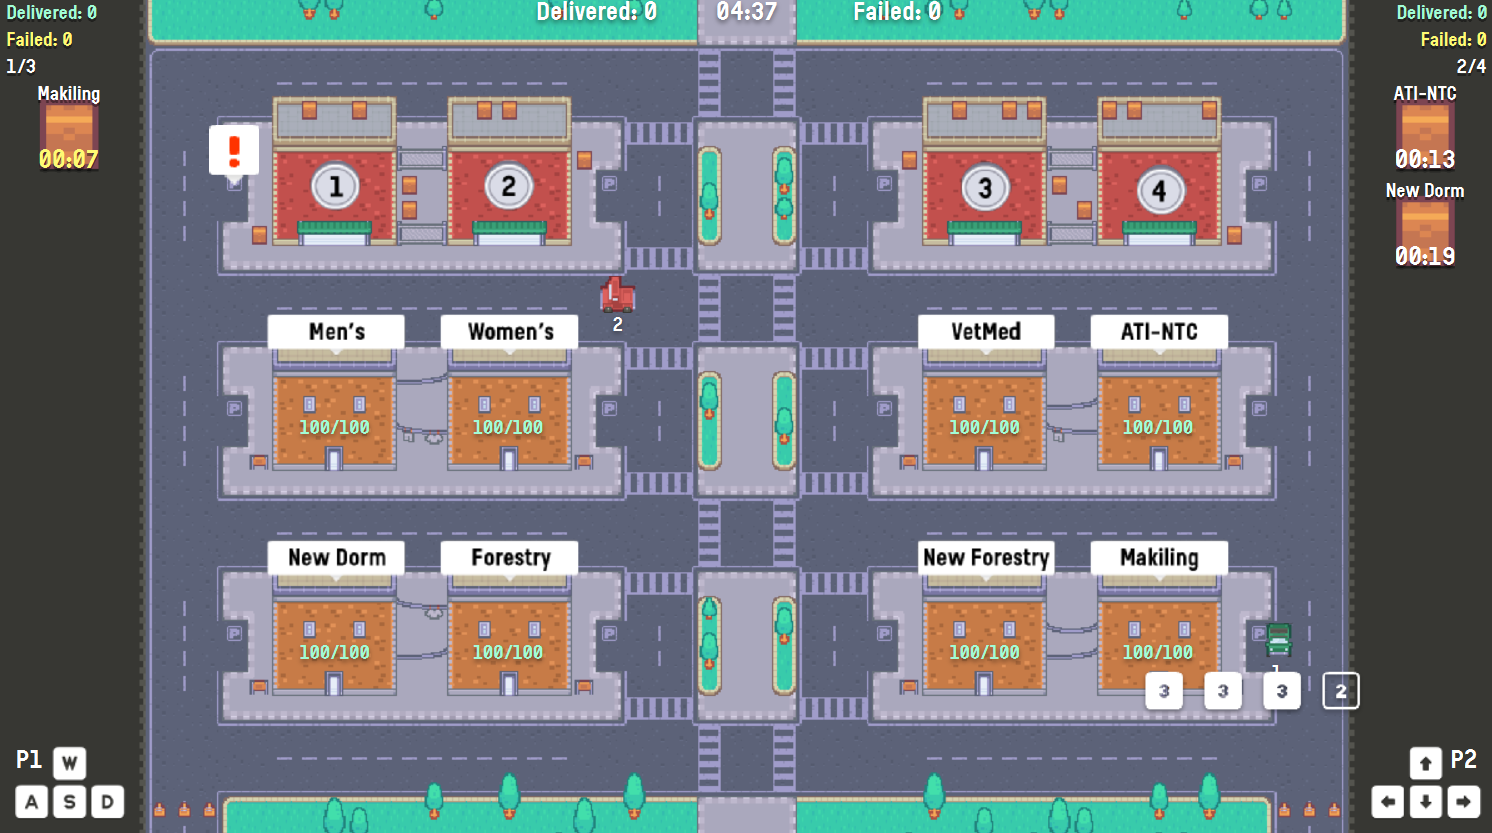 Delivered: 0
Failed: 0
1/3
Makiling
00:07
Delivered: 0
04:37
Failed: 0
Delivered: 0
Failed: 0
2/4
ATI-NTC
00:13
New Dorm
00:19
!
1
2
3
4
P
P
P
P
2
Men's
Women's
VetMed
ATI-NTC
P
P
P
P
100/100
100/100
100/100
100/100
New Dorm
Forestry
New Forestry
Makiling
P
P
P
P
100/100
100/100
100/100
100/100
1
3
3
3
2
P1
W
A
S
D
P2
↑
←
↓
→